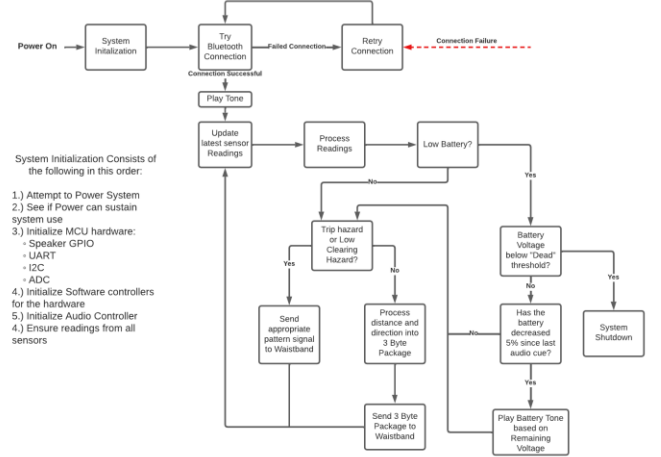 Power On
System
Initalization
Try
Bluetooth
Connection
Failed Connection
Retry
Connection
Connection Failure
Connection Successful
Play Tone
Update
latest sensor
Readings
Process
Readings
Low Battery?
No
Yes
System Initialization Consists of
the following in this order:
1.) Attempt to Power System
2.) See if Power can sustain
system use
3.) Initialize MCU hardware:
◦ Speaker GPIO
◦ UART
◦ I2C
◦ ADC
4.) Initialize Software controllers
for the hardware
5.) Initialize Audio Controller
4.) Ensure readings from all
sensors
Trip hazard
or Low
Clearing
Hazard?
Yes
No
Battery
Voltage
below "Dead"
threshold?
Yes
No
Send
appropriate
pattern signal
to Waistband
Process
distance and
direction into
3 Byte
Package
Has the
battery
decreased
5% since last
audio cue?
No
Yes
System
Shutdown
Send 3 Byte
Package to
Waistband
Play Battery Tone
based on
Remaining
Voltage